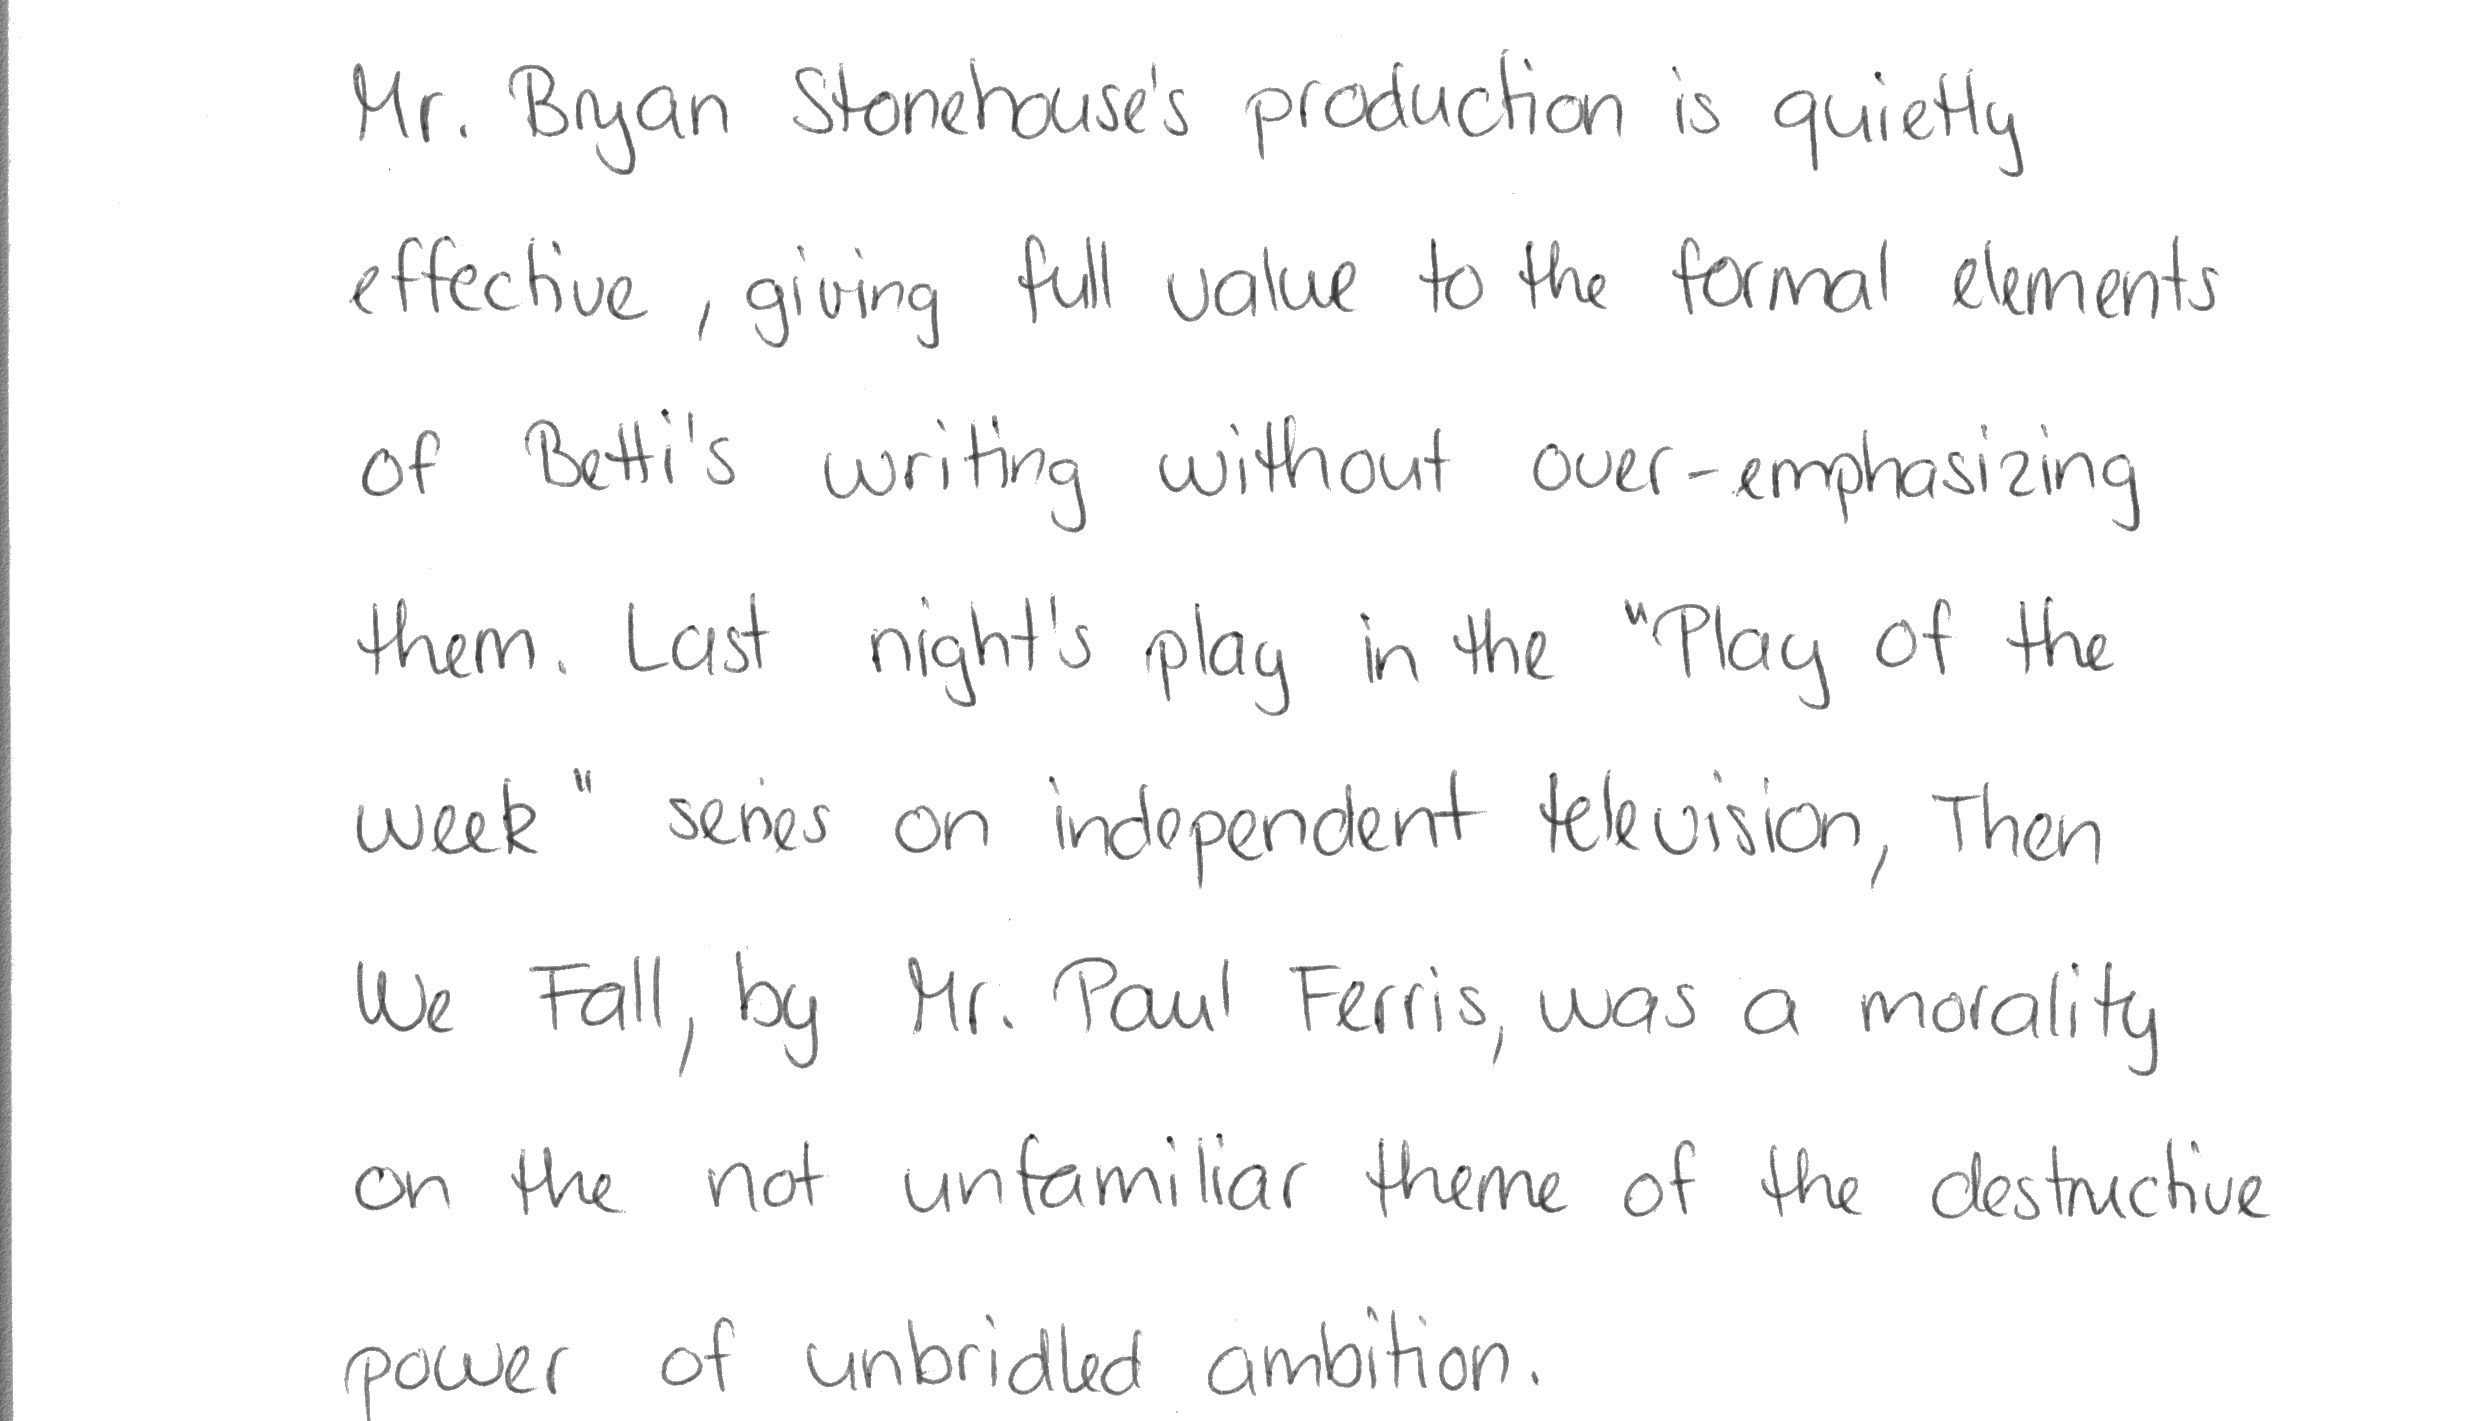 Mr. Bryan Stonehouse's production is quietly
effective, giving full value to the formal elements
of Betti's writing without over-emphasizing
them. Last night's play in the "Play of the
Week" series on independent television, Then
We Fall, by Mr. Paul Ferris, was a morality
on the not unfamiliar theme of the destructive
power of unbridled ambition.